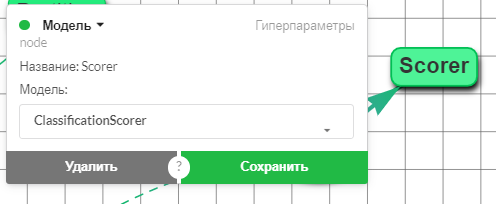 Модель
Гиперпараметры
node
Название: Scorer
Модель:
ClassificationScorer
Удалить
?
Сохранить
Scorer